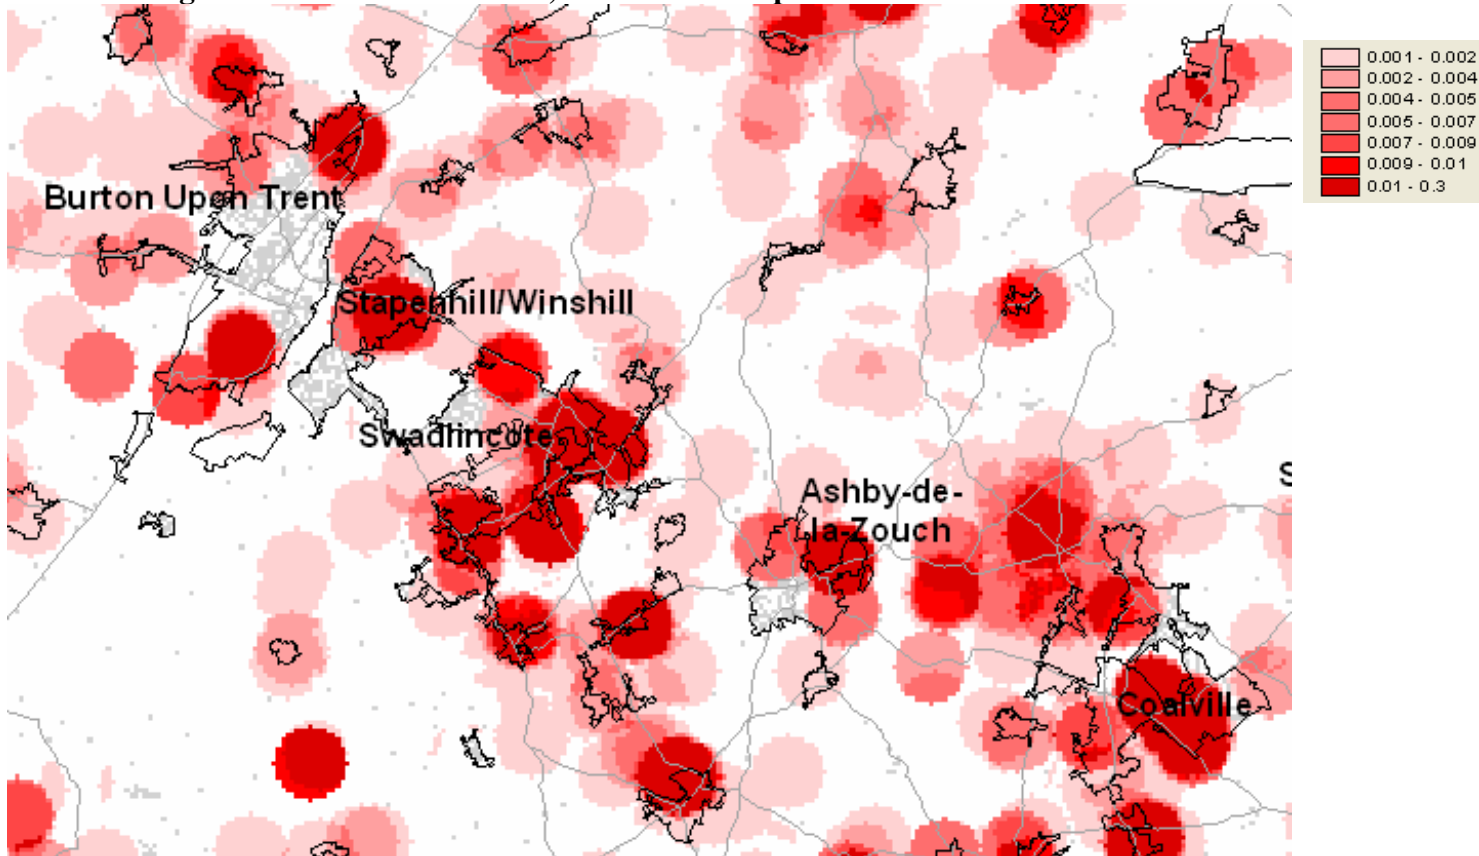 0.001 - 0.002
0.002 - 0.004
0.004 - 0.005
0.005 - 0.007
0.007 - 0.009
0.009 - 0.01
0.01 - 0.3
Burton Upon Trent
Stapenhill/Winshill
Swadlincote
Ashby-de-
la-Zouch
S
Coalville